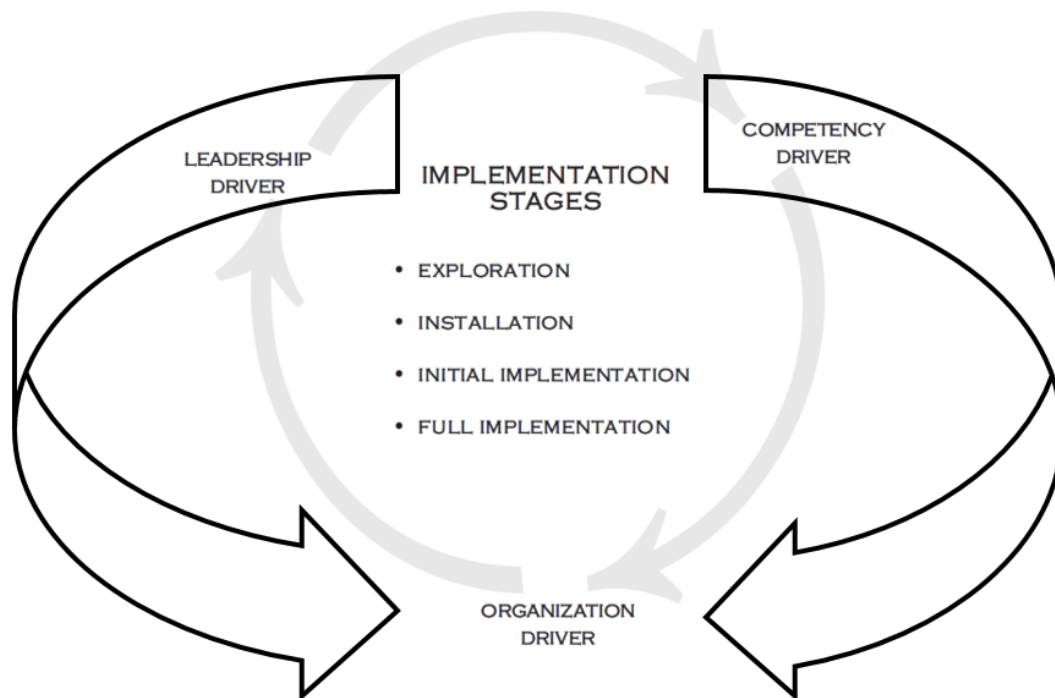 LEADERSHIP
DRIVER
COMPETENCY
DRIVER
IMPLEMENTATION
STAGES
• EXPLORATION
• INSTALLATION
• INITIAL IMPLEMENTATION
• FULL IMPLEMENTATION
ORGANIZATION
DRIVER